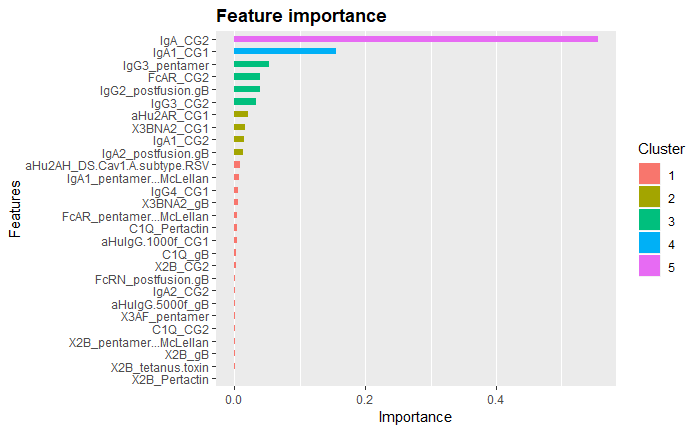 Feature importance
IgA_CG2
IgA1_CG1
IgG3_pentamer
FcAR_CG2
IgG2_postfusion.gB
IgG3_CG2
aHu2AR_CG1
X3BNA2_CG1
IgA1_CG2
IgA2_postfusion.gB
aHu2AH_DS.Cav1.A.subtype.RSV
IgA1_pentamer...McLellan
IgG4_CG1
X3BNA2_gB
FcAR_pentamer...McLellan
C1Q_Pertactin
aHuIgG.1000f_CG1
C1Q_gB
X2B_CG2
FcRN_postfusion.gB
IgA2_CG2
aHuIgG.5000f_gB
X3AF_pentamer
C1Q_CG2
X2B_pentamer...McLellan
X2B_gB
X2B_tetanus.toxin
X2B_Pertactin
Features
0.0 0.2 0.4
Importance
Cluster
1
2
3
4
5